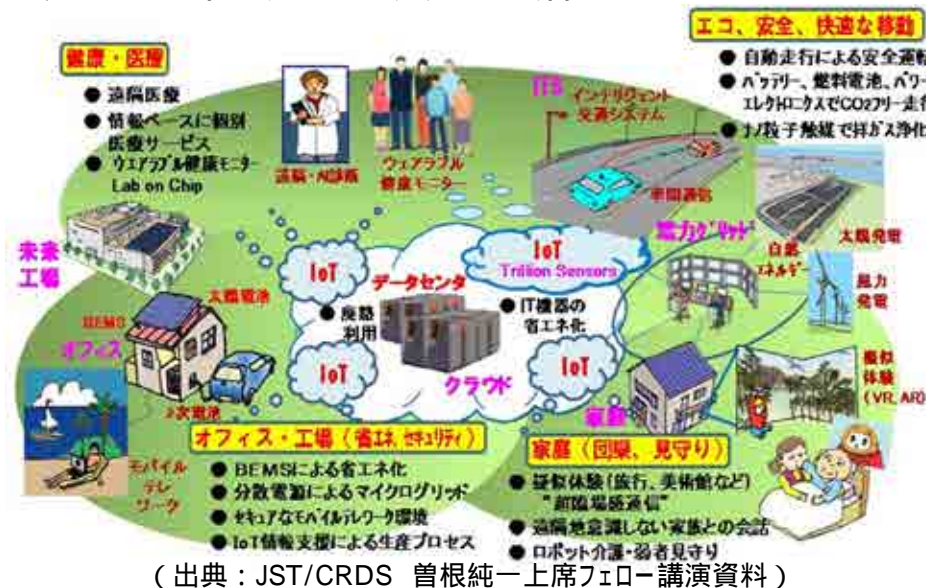 健康・医療
● 遠隔医療
● 情報ベースに個別
医療サービス
● ウエアラブル健康モニター
Lab on Chip
遠隔・AI診断
ウェアラブル
健康モニター
ITS
インテリジェント
交通システム
車間通信
エコ、安全、快適な移動
● 自動走行による安全運転
● バッテリー、燃料電池、パワー
エレクトロニクスでCO2フリー走行
● ナノ粒子触媒で排ガス浄化
電力グリッド
自然
エネルギー
太陽発電
風力
発電
未来
工場
太陽電池
BEMS
オフィス
2次電池
モバイル
テレ
ワーク
IoT
データセンタ
● 廃熱
利用
IoT
Trillion Sensors
● IT機器の
省エネ化
IoT
クラウド
IoT
家庭
擬似
体験
(VR, AR)
オフィス・工場(省エネ セキュリティ)
● BEMSによる省エネ化
● 分散電源によるマイクログリッド
● セキュアなモバイルテレワーク環境
● IoT情報支援による生産プロセス
家庭(団欒、見守り)
● 疑似体験(旅行、美術館など)
"超臨場感通信"
● 遠隔地意識しない家族との会話
● ロボット介護・弱者見守り
(出典:JST/CRDS 曽根純一上席フェロー講演資料)